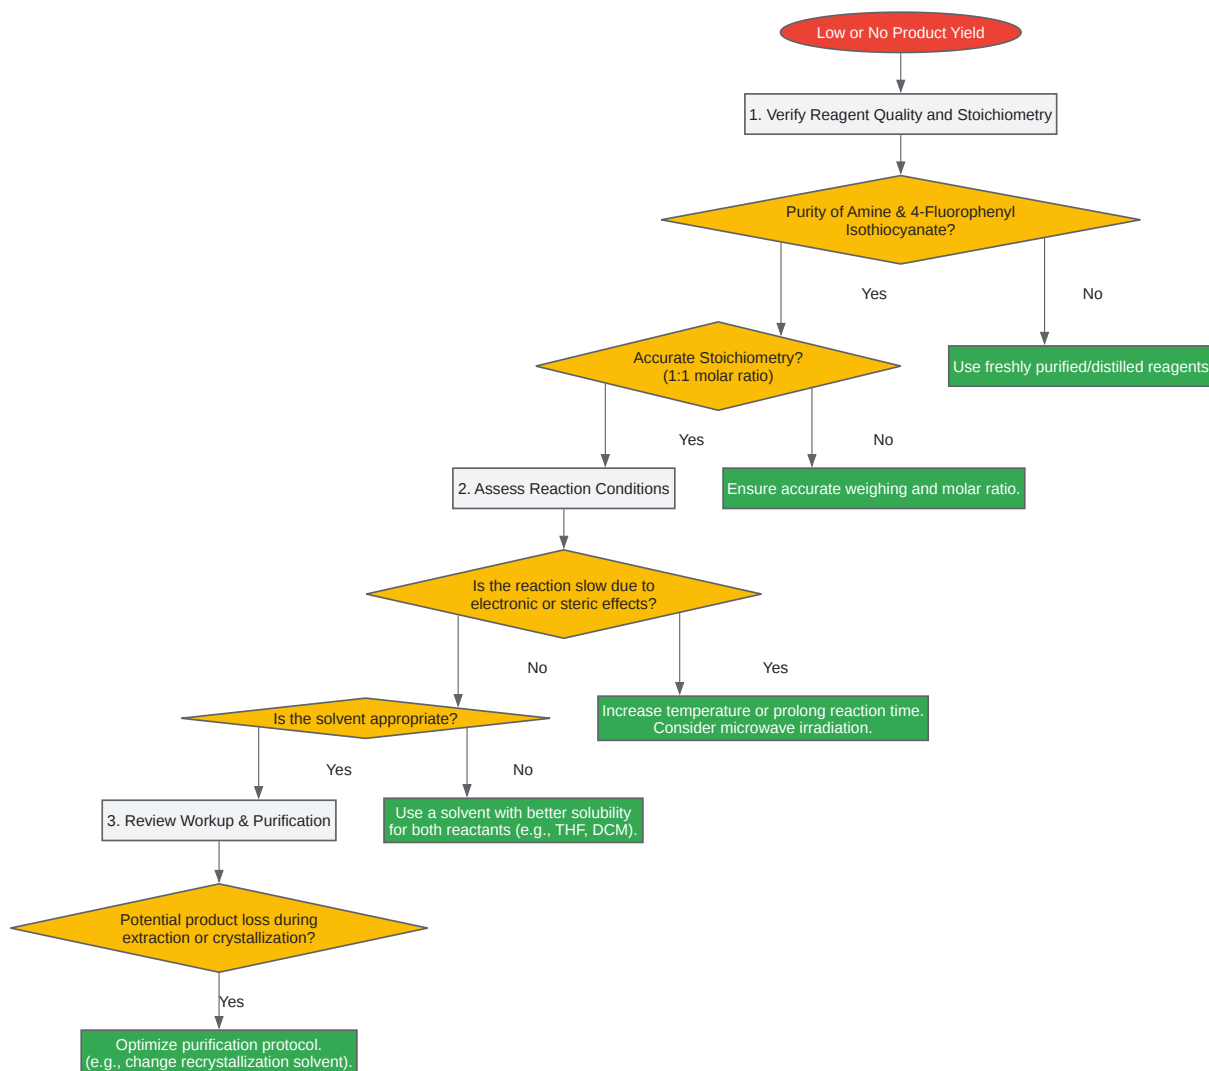 Low or No Product Yield
1. Verify Reagent Quality and Stoichiometry
Purity of Amine & 4-Fluorophenyl
Isothiocyanate?
Yes
No
Accurate Stoichiometry?
(1:1 molar ratio)
Use freshly purified/distilled reagents
Yes
No
2. Assess Reaction Conditions
Ensure accurate weighing and molar ratio.
Is the reaction slow due to
electronic or steric effects?
No
Yes
Is the solvent appropriate?
Increase temperature or prolong reaction time.
Consider microwave irradiation.
Yes
No
3. Review Workup & Purification
Use a solvent with better solubility
for both reactants (e.g., THF, DCM).
Potential product loss during
extraction or crystallization?
Yes
Optimize purification protocol.
(e.g., change recrystallization solvent).